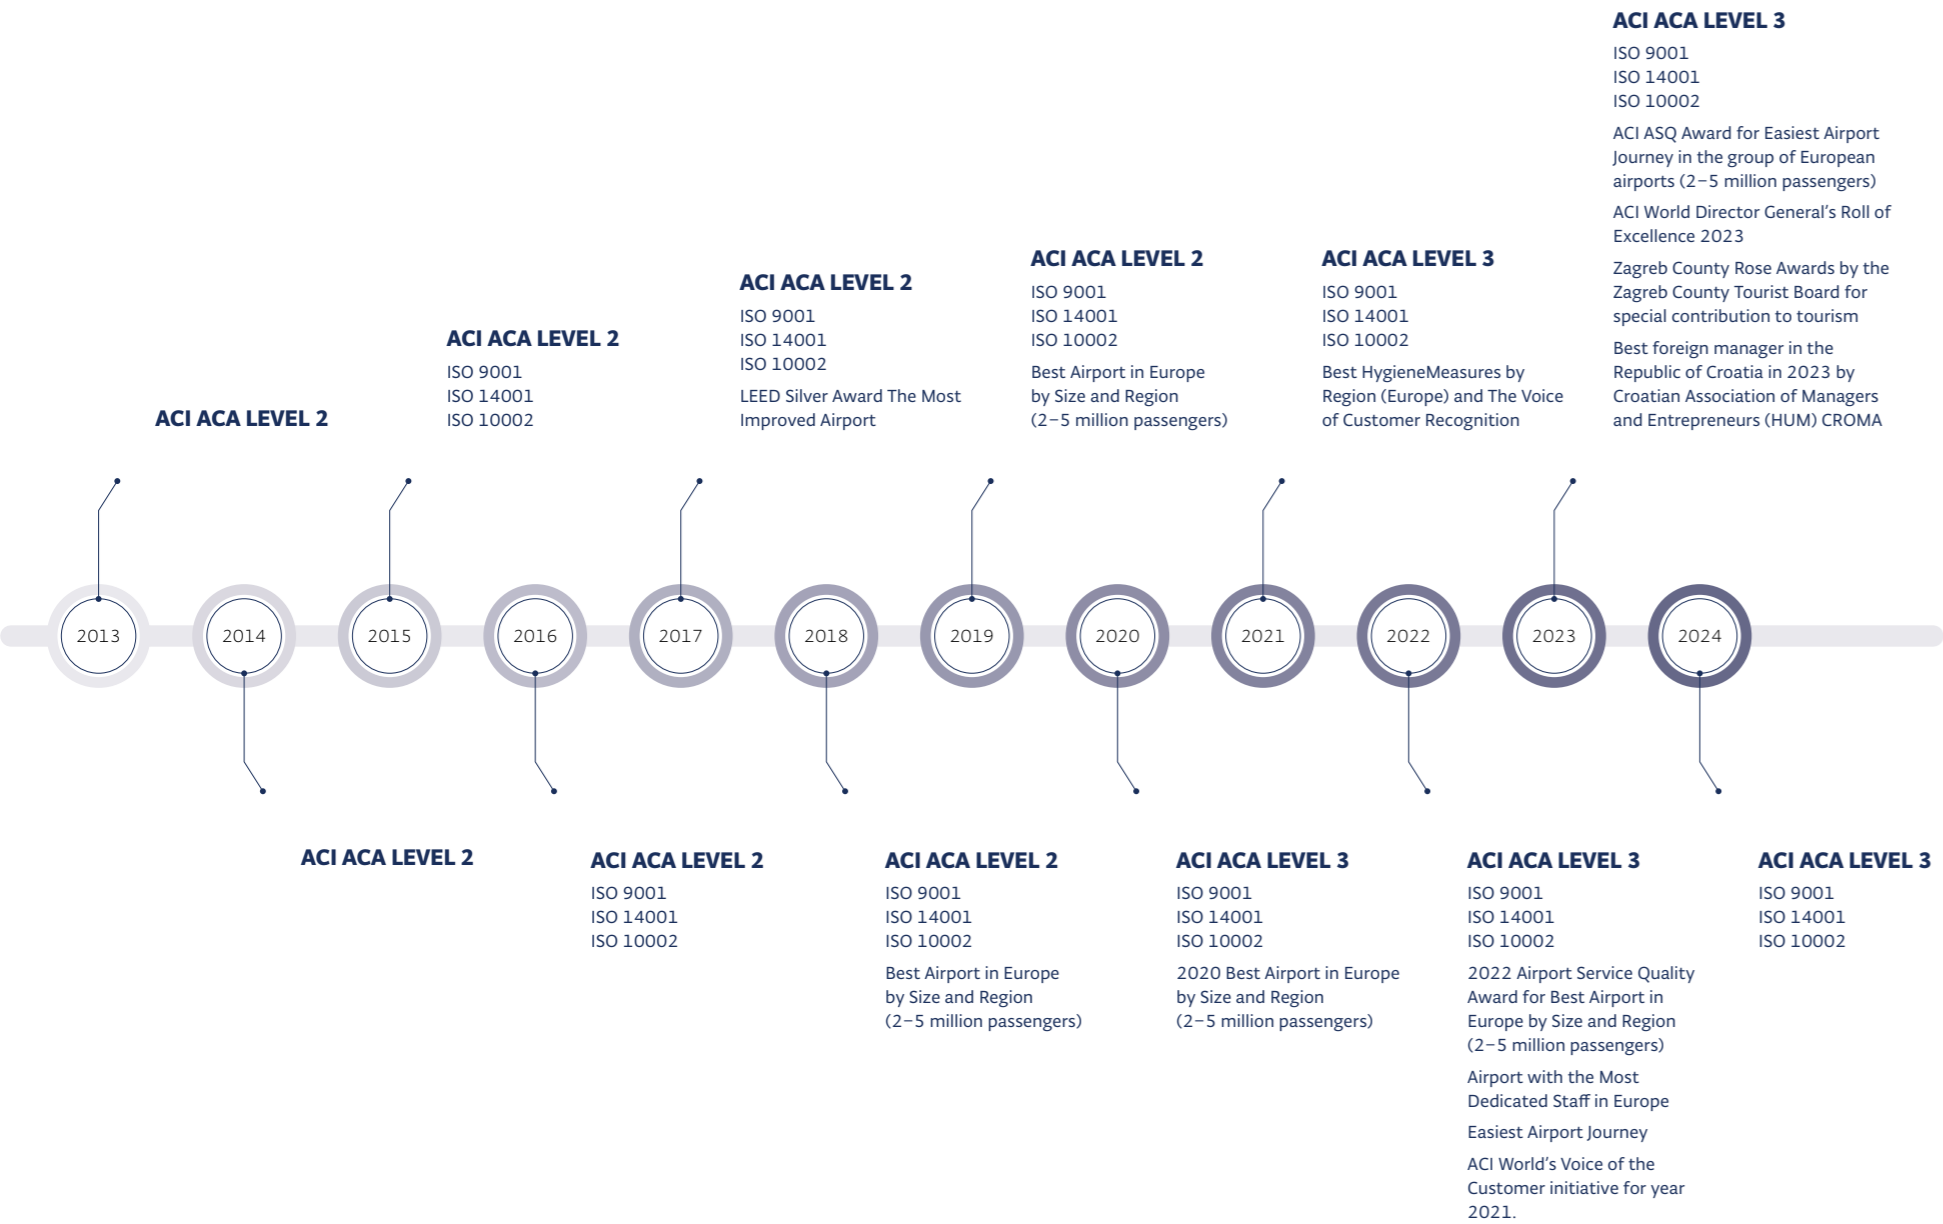 ACI ACA LEVEL 3
ISO 9001
ISO 14001
ISO 10002
ACI ASQ Award for Easiest Airport
Journey in the group of European
airports (2–5 million passengers)
ACI World Director General’s Roll of
Excellence 2023
Zagreb County Rose Awards by the
Zagreb County Tourist Board for
special contribution to tourism
Best foreign manager in the
Republic of Croatia in 2023 by
Croatian Association of Managers
and Entrepreneurs (HUM) CROMA
ACI ACA LEVEL 3
ISO 9001
ISO 14001
ISO 10002
Best HygieneMeasures by
Region (Europe) and The Voice
of Customer Recognition
ACI ACA LEVEL 2
ISO 9001
ISO 14001
ISO 10002
Best Airport in Europe
by Size and Region
(2–5 million passengers)
ACI ACA LEVEL 2
ISO 9001
ISO 14001
ISO 10002
LEED Silver Award The Most
Improved Airport
ACI ACA LEVEL 2
ISO 9001
ISO 14001
ISO 10002
ACI ACA LEVEL 2
2013
2014
2015
2016
2017
2018
2019
2020
2021
2022
2023
2024
ACI ACA LEVEL 2
ACI ACA LEVEL 2
ISO 9001
ISO 14001
ISO 10002
ACI ACA LEVEL 2
ISO 9001
ISO 14001
ISO 10002
Best Airport in Europe
by Size and Region
(2–5 million passengers)
ACI ACA LEVEL 3
ISO 9001
ISO 14001
ISO 10002
2020 Best Airport in Europe
by Size and Region
(2–5 million passengers)
ACI ACA LEVEL 3
ISO 9001
ISO 14001
ISO 10002
2022 Airport Service Quality
Award for Best Airport in
Europe by Size and Region
(2–5 million passengers)
Airport with the Most
Dedicated Staff in Europe
Easiest Airport Journey
ACI World’s Voice of the
Customer initiative for year
2021.
ACI ACA LEVEL 3
ISO 9001
ISO 14001
ISO 10002